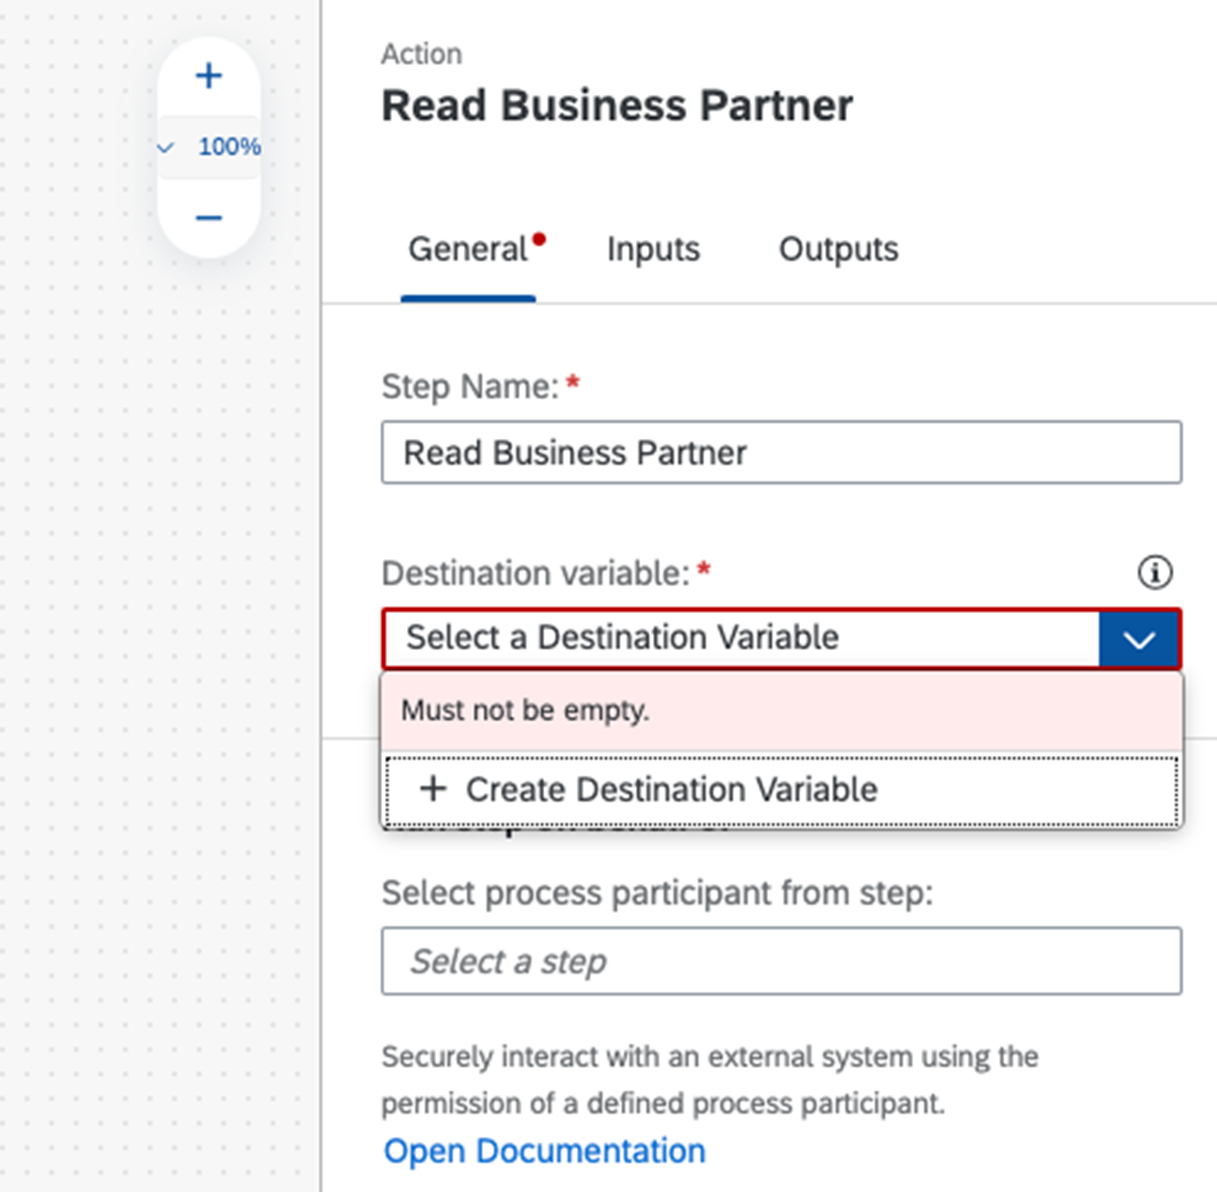 Action
Read Business Partner
+
100%
−
General
Inputs
Outputs
Step Name: *
Read Business Partner
Destination variable: *
Select a Destination Variable
Must not be empty.
+ Create Destination Variable
Select process participant from step:
Select a step
Securely interact with an external system using the
permission of a defined process participant.
Open Documentation